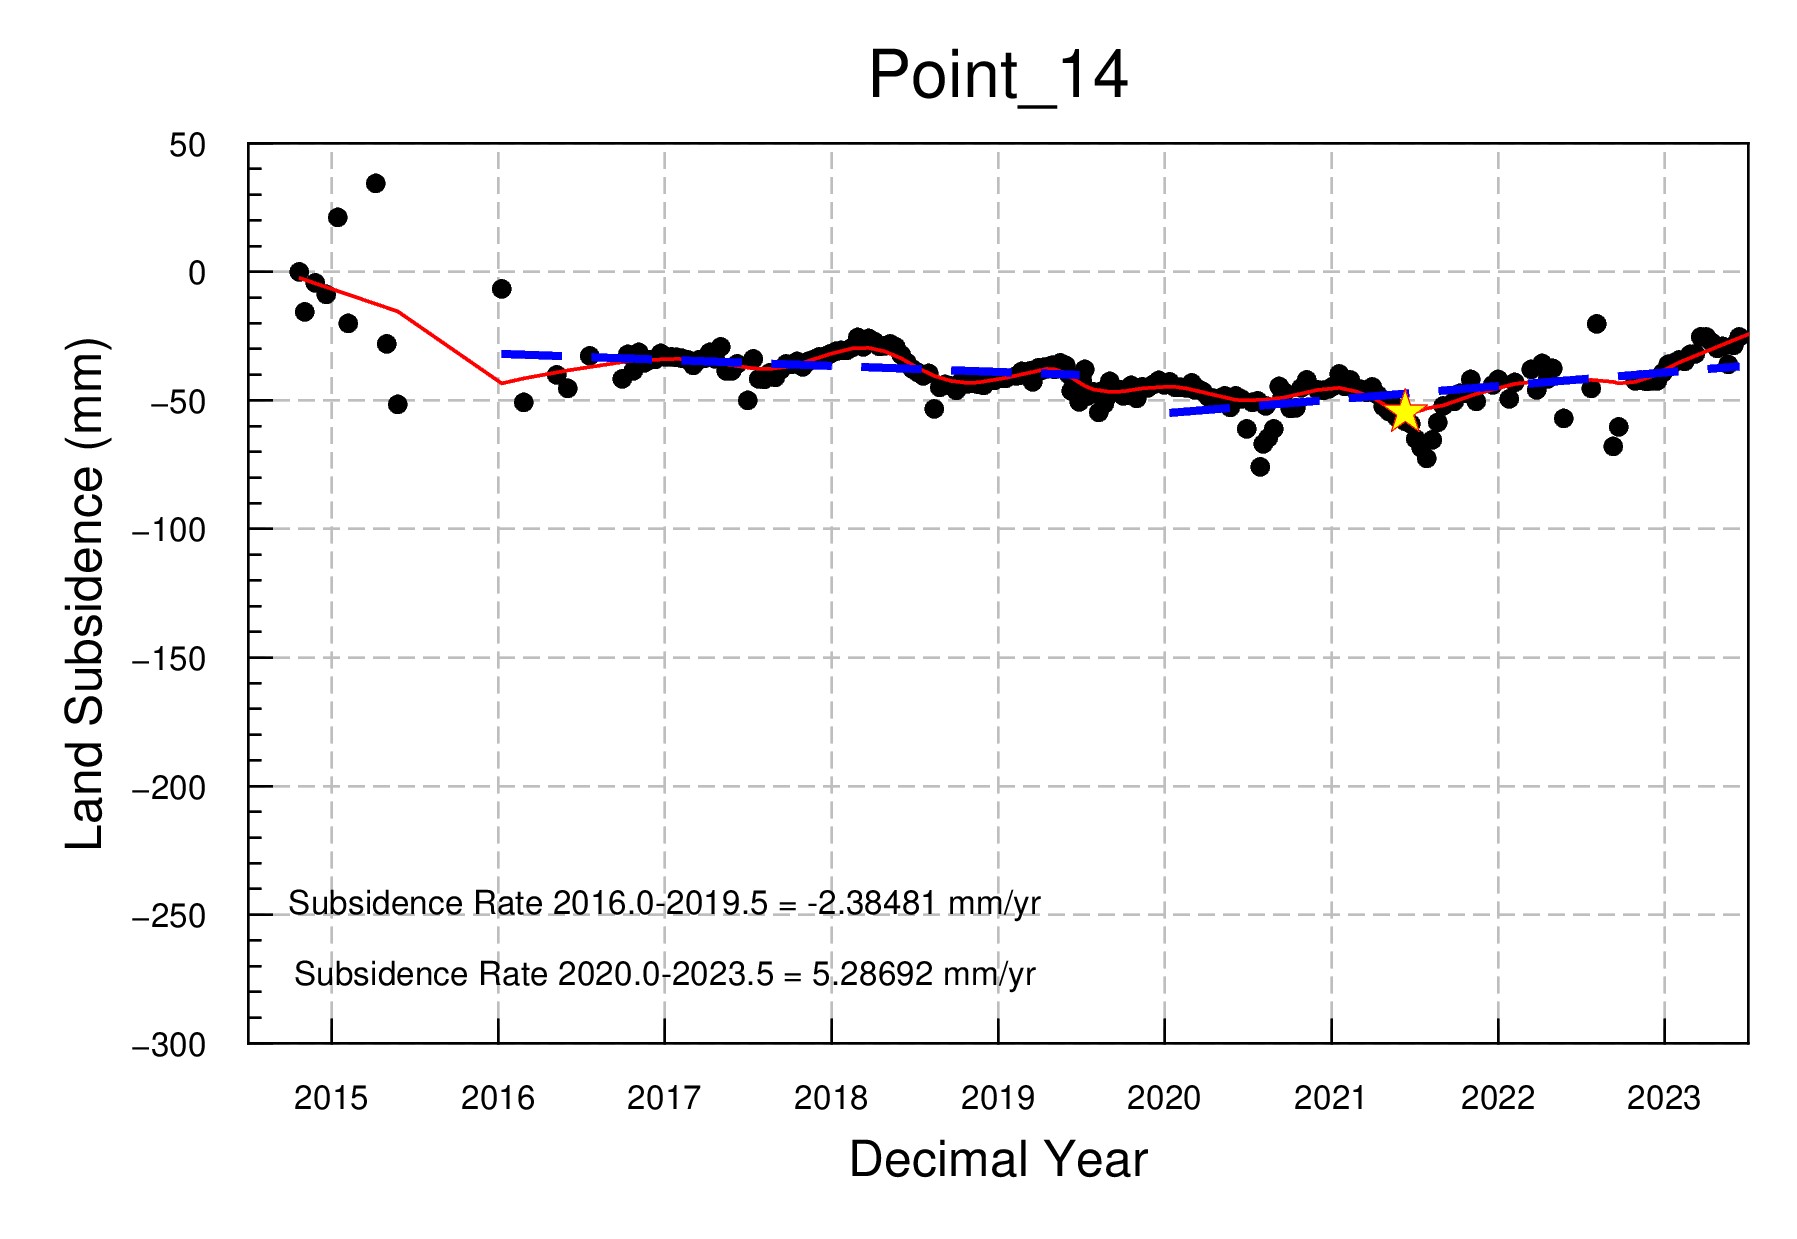 Point_14
50
0
−50
−100
−150
−200
−250
−300
Land Subsidence (mm)
Subsidence Rate 2016.0-2019.5 = -2.38481 mm/yr
Subsidence Rate 2020.0-2023.5 = 5.28692 mm/yr
2015 2016 2017 2018 2019 2020 2021 2022 2023
Decimal Year